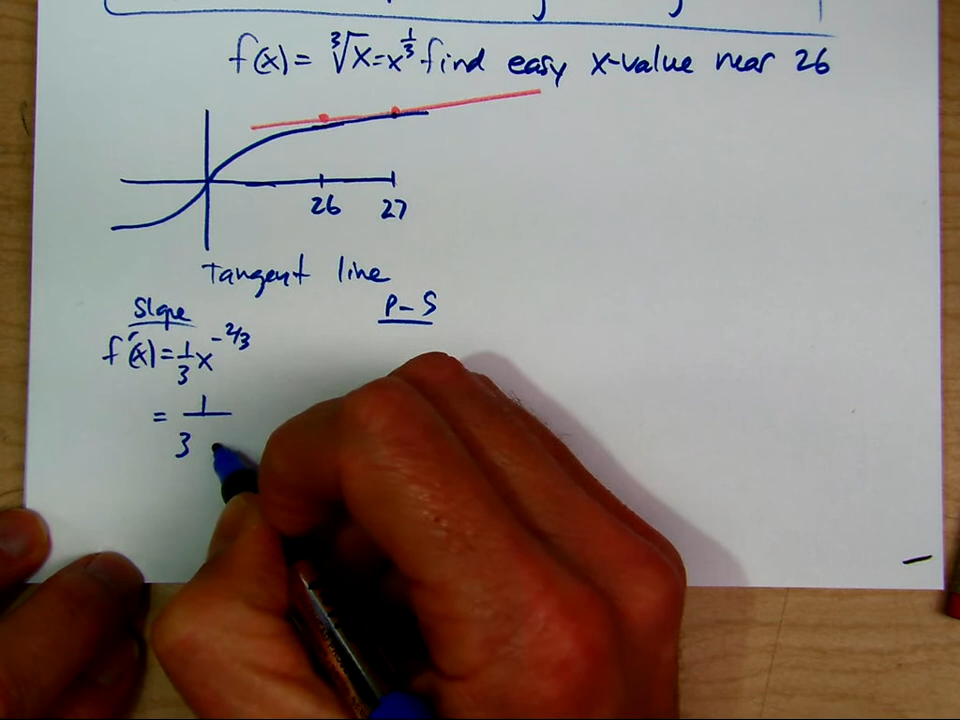 f(x) = ∛x = x^{1/3} find easy x-value near 26
26 27
Tangent line
Slope P-S
f'(x) = 1/3 x^{-2/3}
= 1/3